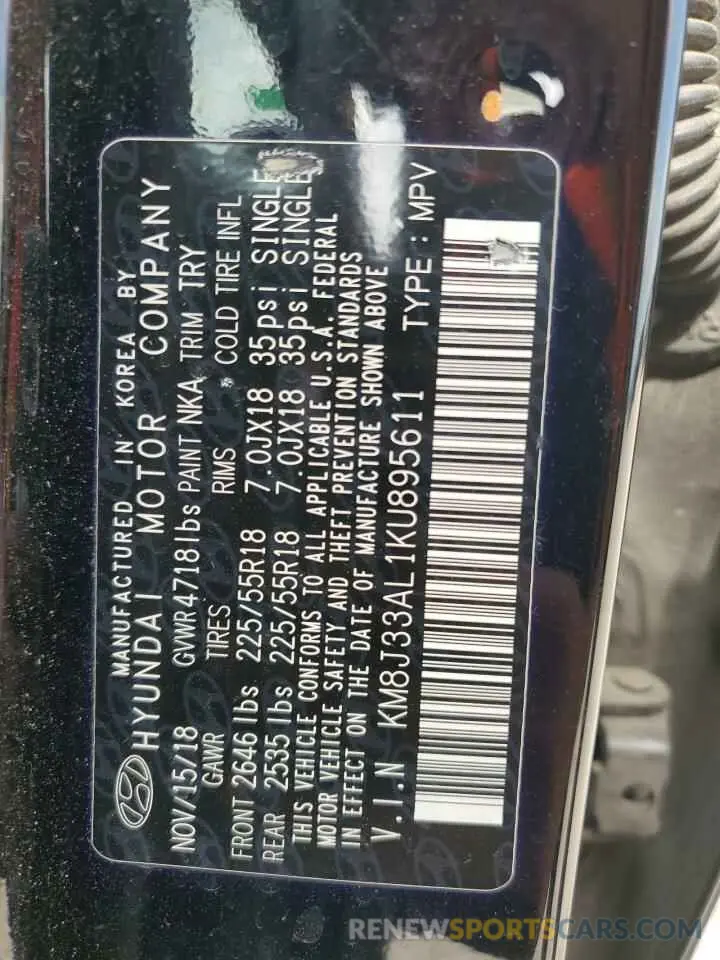 MANUFACTURED IN KOREA BY
HYUNDAI MOTOR COMPANY
NOV/15/18 GVWR 4718lbs PAINT NKA TRIM TRY
GAWR TIRES RMS COLD TIRE INFL
FRONT 2646 lbs 225/55R18 7.0JX18 35psi SINGLE
REAR 2535 lbs 225/55R18 7.0JX18 35psi SINGLE
THIS VEHICLE CONFORMS TO ALL APPLICABLE U.S.A. FEDERAL
MOTOR VEHICLE SAFETY AND THEFT PREVENTION STANDARDS
IN EFFECT ON THE DATE OF MANUFACTURE SHOWN ABOVE
V.I.N KM8J33AL1KU895611 TYPE : MPV
RENEWSPORTSCARS.COM